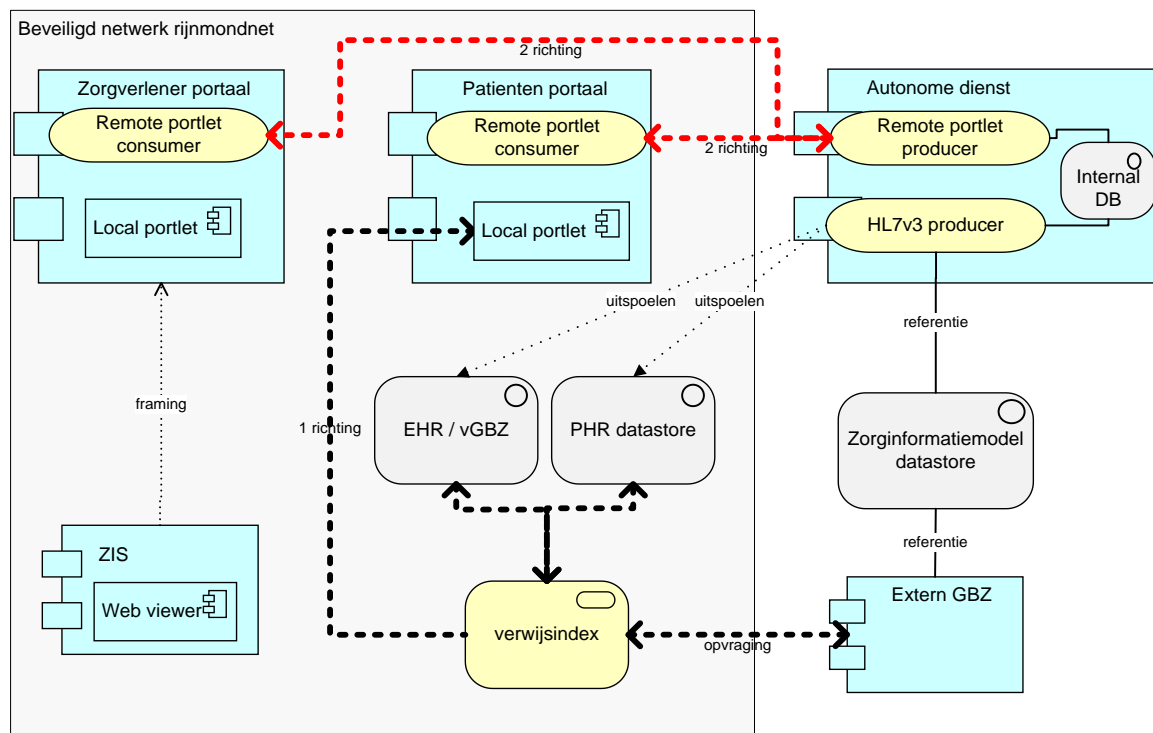 Beveiligd netwerk rijnmondnet
2 richting
Zorgverlener portaal
Remote portlet
consumer
Local portlet
Patienten portaal
Remote portlet
consumer
Local portlet
2 richting
Autonome dienst
Remote portlet
producer
Internal
DB
HL7v3 producer
uitspoelen
uitspoelen
referentie
framing
1 richting
EHR / vGBZ
PHR datastore
Zorginformatiemodel
datastore
referentie
ZIS
Web viewer
verwijsindex
opvraging
Extern GBZ